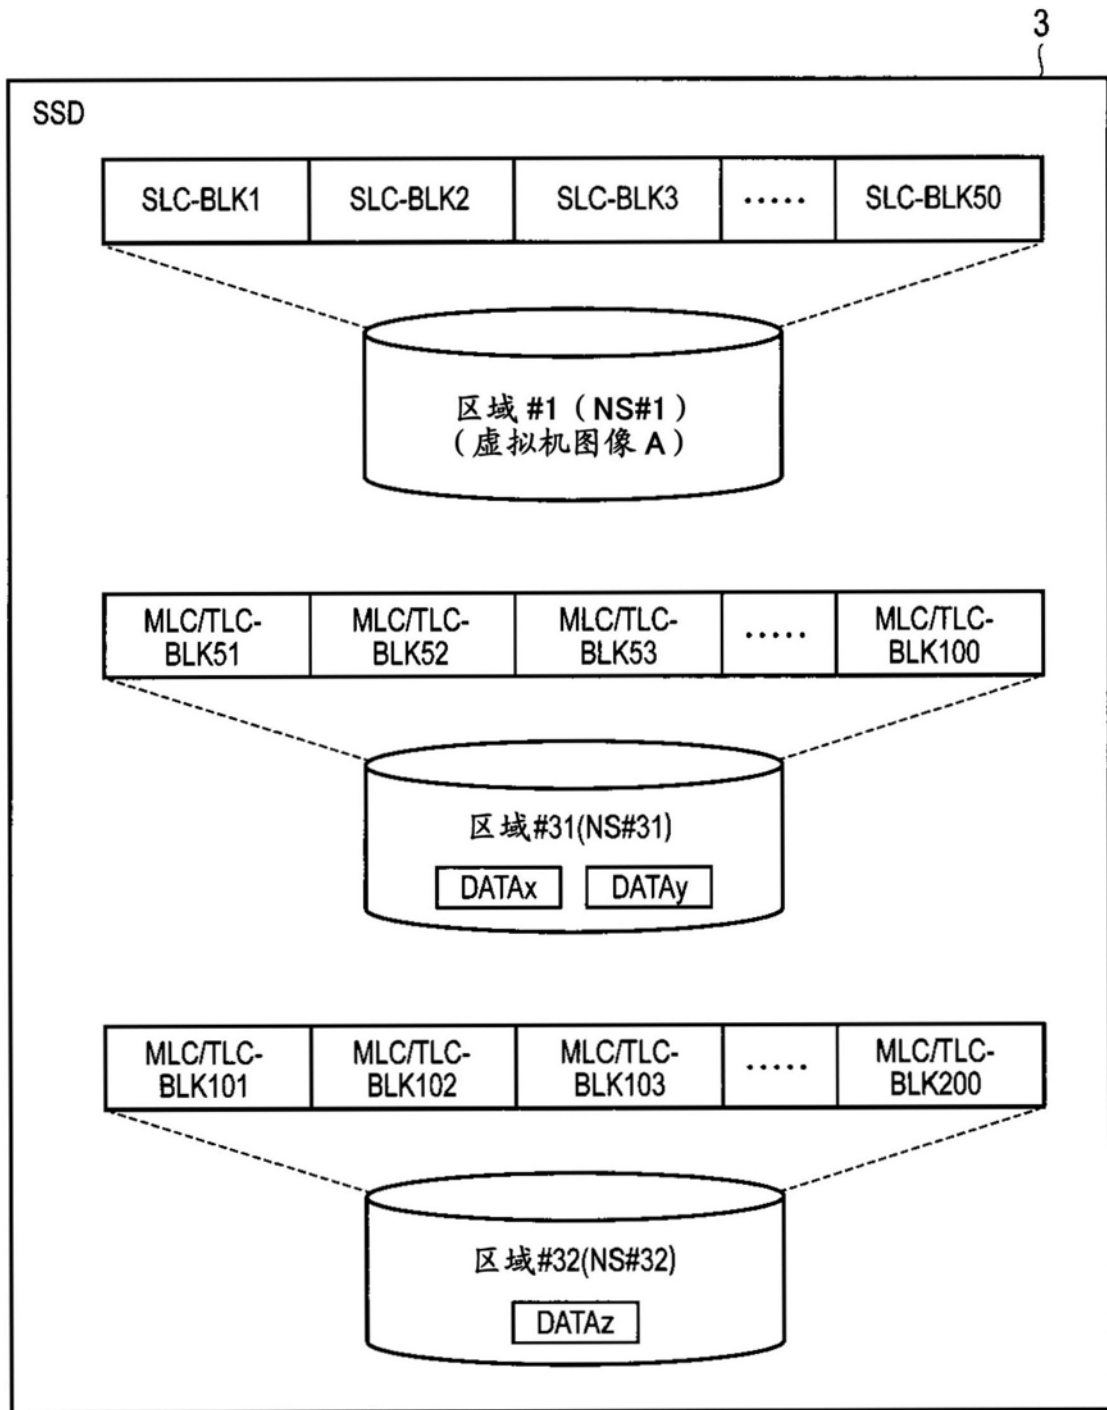 3
SSD
SLC-BLK1 SLC-BLK2 SLC-BLK3 ····· SLC-BLK50
区域 #1（NS#1）
（虚拟机图像 A）
MLC/TLC- MLC/TLC- MLC/TLC- ····· MLC/TLC-
BLK51 BLK52 BLK53 BLK100
区域#31(NS#31)
DATAx DATAy
MLC/TLC- MLC/TLC- MLC/TLC- ····· MLC/TLC-
BLK101 BLK102 BLK103 BLK200
区域#32(NS#32)
DATAz